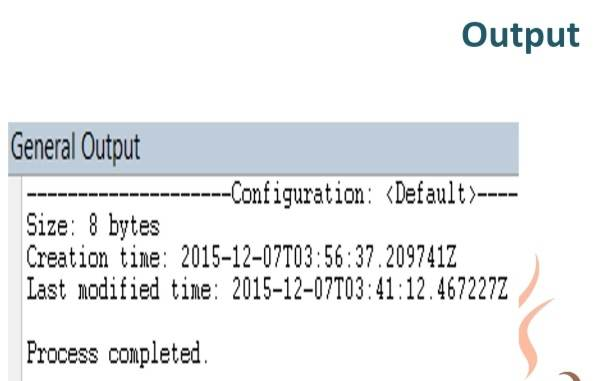 Output
General Output
--------------------Configuration: <Default>----
Size: 8 bytes
Creation time: 2015-12-07T03:56:37.209741Z
Last modified time: 2015-12-07T03:41:12.467227Z
Process completed.